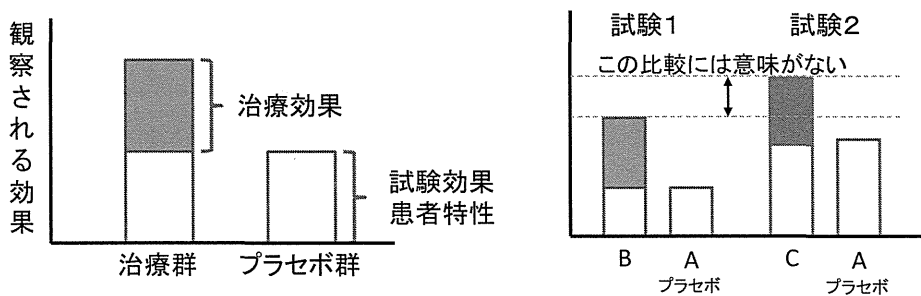 観察される効果
治療効果
試験効果
患者特性
治療群
プラセボ群
試験1
試験2
この比較には意味がない
B
A
C
A
プラセボ
プラセボ